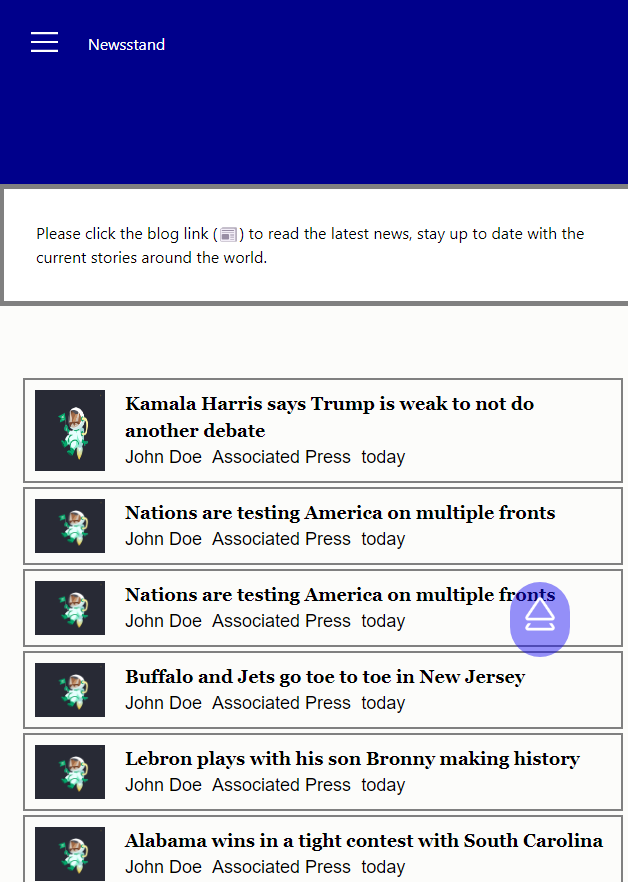 Newsstand
Please click the blog link (📰) to read the latest news, stay up to date with the
current stories around the world.
Kamala Harris says Trump is weak to not do
another debate
John Doe Associated Press today
Nations are testing America on multiple fronts
John Doe Associated Press today
Nations are testing America on multiple fronts
John Doe Associated Press today
Buffalo and Jets go toe to toe in New Jersey
John Doe Associated Press today
Lebron plays with his son Bronny making history
John Doe Associated Press today
Alabama wins in a tight contest with South Carolina
John Doe Associated Press today